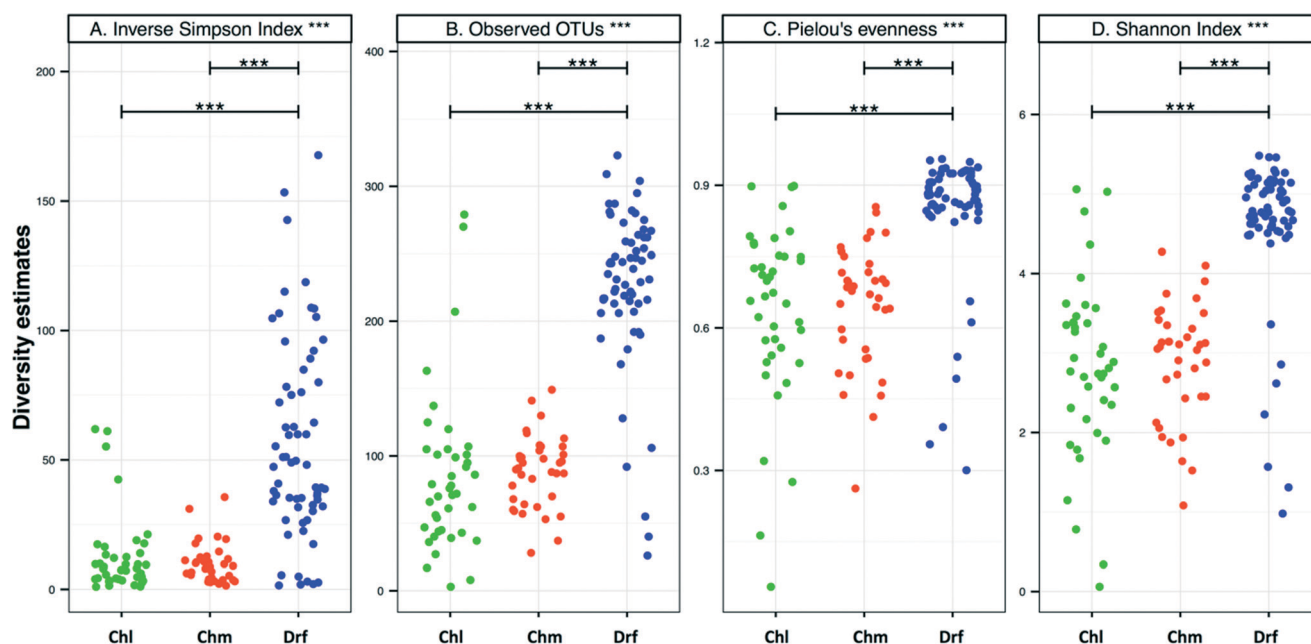 A. Inverse Simpson Index ***
B. Observed OTUs ***
C. Pielou's evenness ***
D. Shannon Index ***
Diversity estimates
200
150
100
50
0
***
***
Chl Chm Drf
400
300
200
100
0
***
***
Chl Chm Drf
1.2
0.9
0.6
0.3
***
***
Chl Chm Drf
6
4
2
0
***
***
Chl Chm Drf